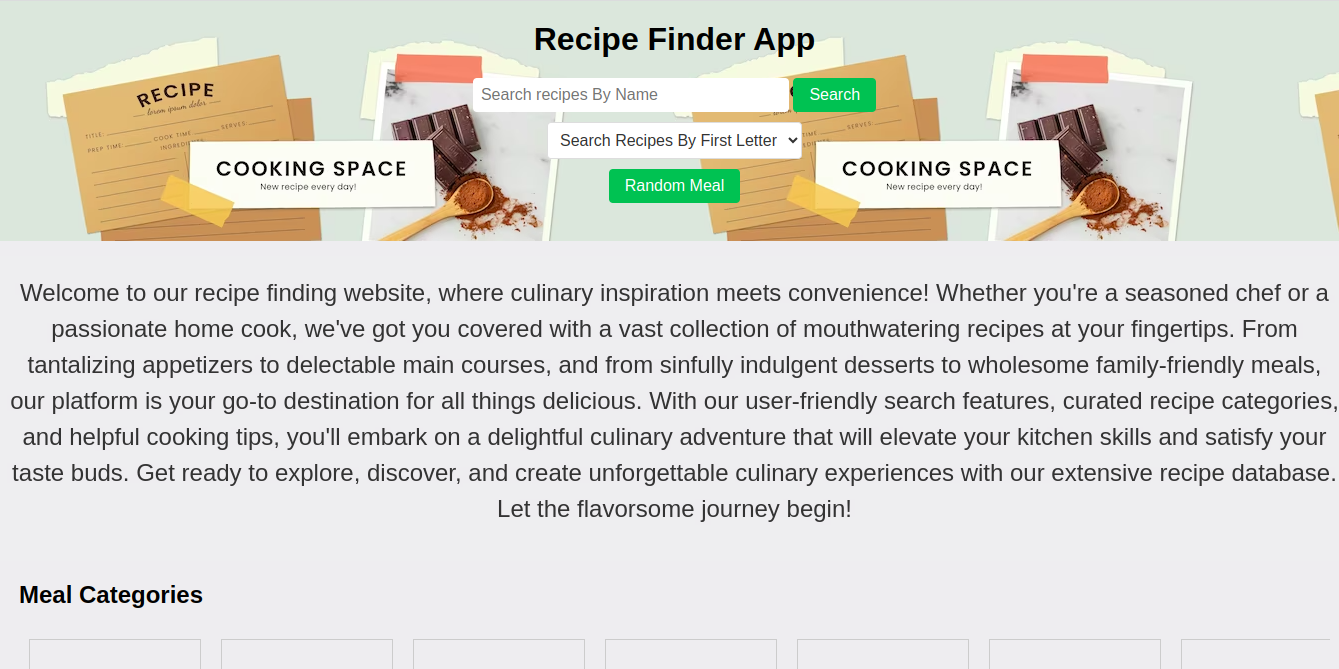 Recipe Finder App
RECIPE
lorem ipsum dolor
TITLE:
PREP TIME: COOK TIME SERVES:
COOKING SPACE
New recipe every day!
Search recipes By Name
Search
Search Recipes By First Letter
Random Meal
SERVES:
COOKING SPACE
New recipe every day!
Welcome to our recipe finding website, where culinary inspiration meets convenience! Whether you're a seasoned chef or a
passionate home cook, we've got you covered with a vast collection of mouthwatering recipes at your fingertips. From
tantalizing appetizers to delectable main courses, and from sinfully indulgent desserts to wholesome family-friendly meals,
our platform is your go-to destination for all things delicious. With our user-friendly search features, curated recipe categories,
and helpful cooking tips, you'll embark on a delightful culinary adventure that will elevate your kitchen skills and satisfy your
taste buds. Get ready to explore, discover, and create unforgettable culinary experiences with our extensive recipe database.
Let the flavorsome journey begin!
Meal Categories